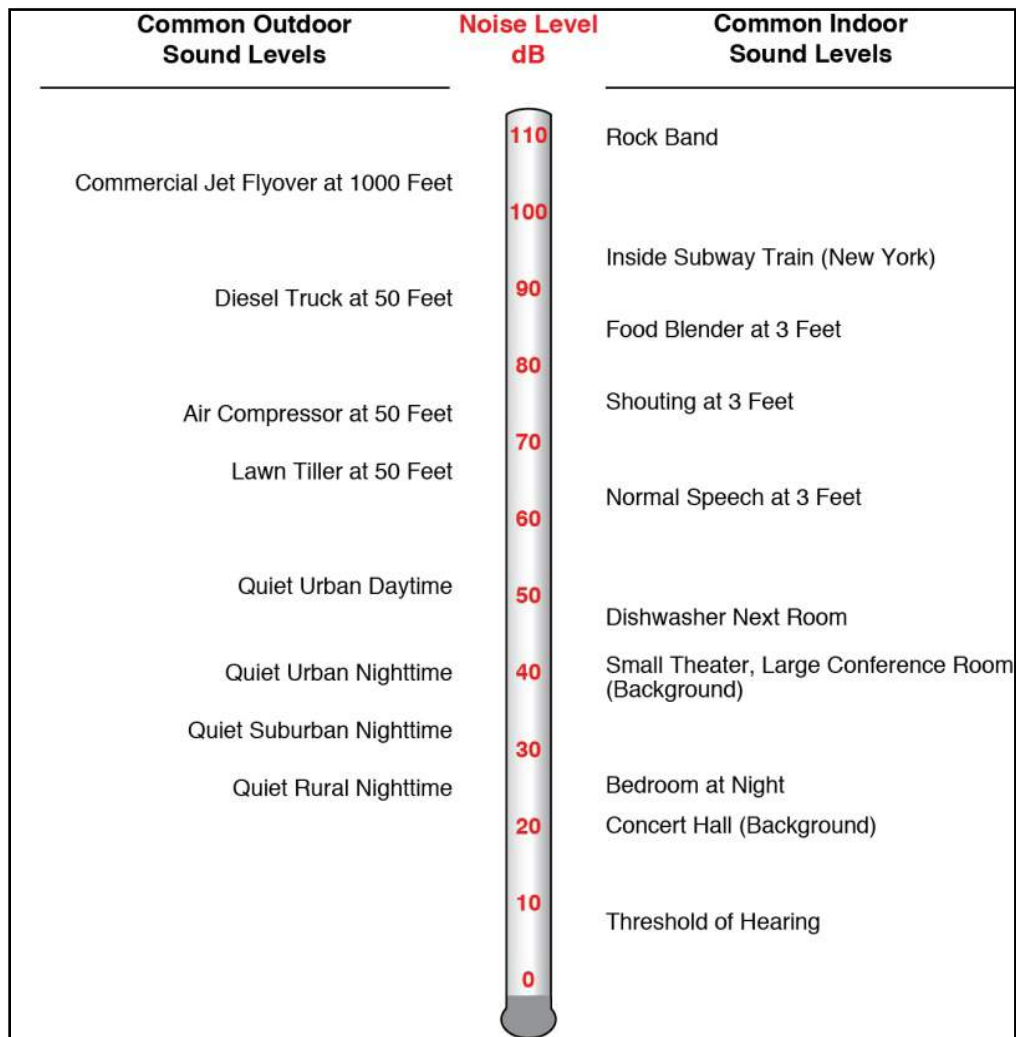 Common Outdoor
Sound Levels
Noise Level
dB
Common Indoor
Sound Levels
110
Rock Band
Commercial Jet Flyover at 1000 Feet
100
Inside Subway Train (New York)
90
Diesel Truck at 50 Feet
Food Blender at 3 Feet
80
Shouting at 3 Feet
Air Compressor at 50 Feet
70
Lawn Tiller at 50 Feet
Normal Speech at 3 Feet
60
Quiet Urban Daytime
50
Dishwasher Next Room
Quiet Urban Nighttime
40
Small Theater, Large Conference Room
(Background)
Quiet Suburban Nighttime
30
Quiet Rural Nighttime
Bedroom at Night
20
Concert Hall (Background)
10
Threshold of Hearing
0